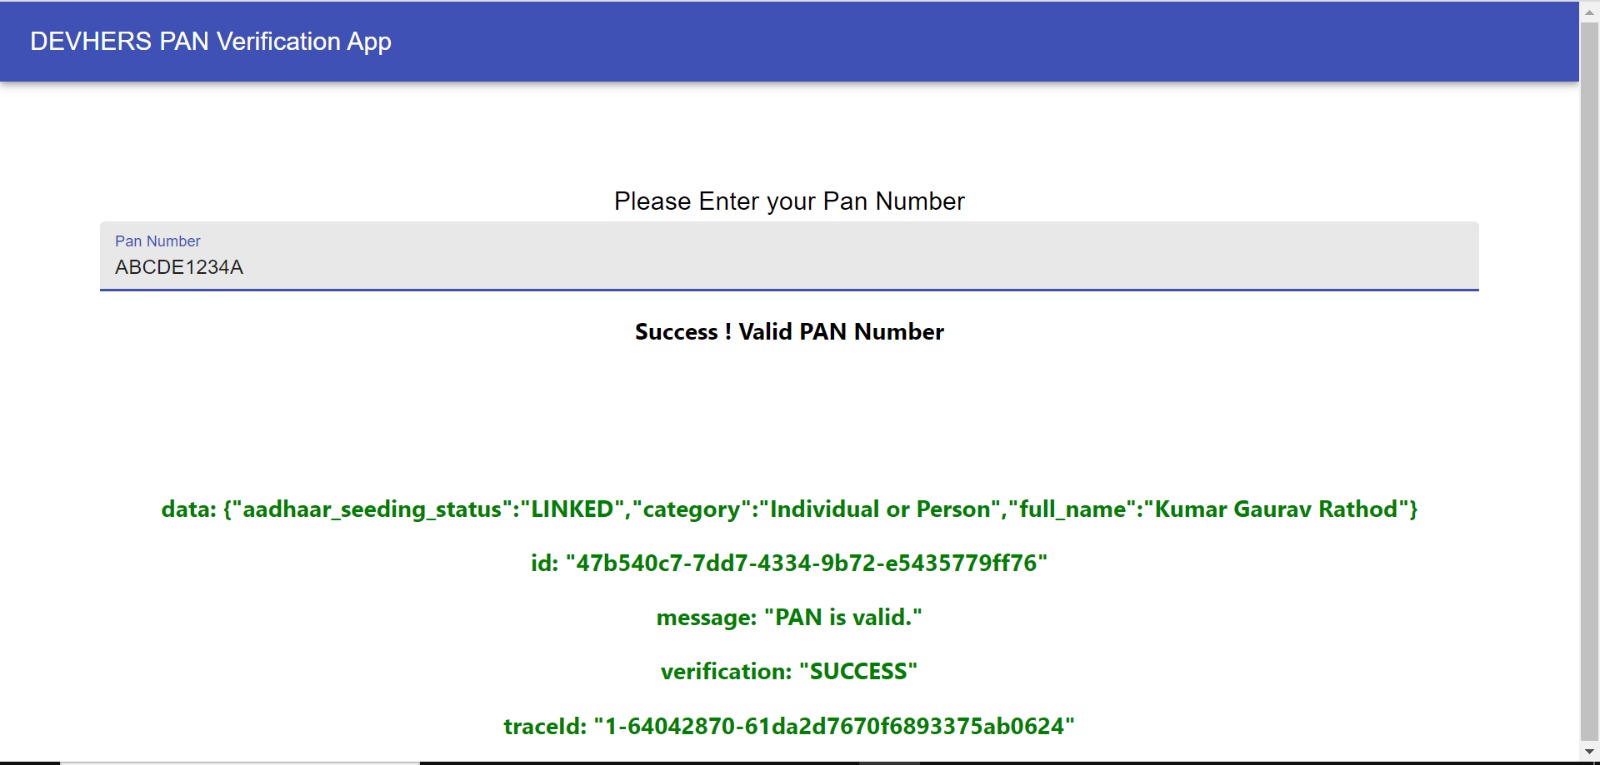 DEVHERS PAN Verification App
Please Enter your Pan Number
Pan Number
ABCDE1234A
Success ! Valid PAN Number
data: {"aadhaar_seeding_status":"LINKED","category":"Individual or Person","full_name":"Kumar Gaurav Rathod"}
id: "47b540c7-7dd7-4334-9b72-e5435779ff76"
message: "PAN is valid."
verification: "SUCCESS"
traceId: "1-64042870-61da2d7670f6893375ab0624"